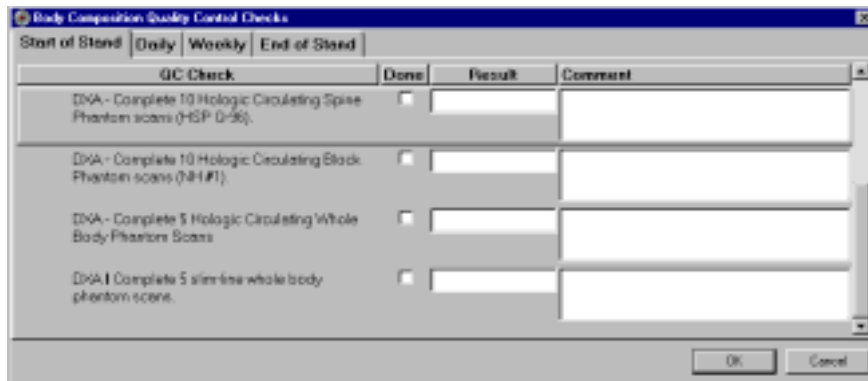 Body Composition Quality Control Checks
Start of Stand Daily Weekly End of Stand
QC Check Done Result Comment
DXA - Complete 10 Hologic Circulating Spine
Phantom scans (HSP Q-96).
DXA - Complete 10 Hologic Circulating Block
Phantom scans (NH #1).
DXA - Complete 5 Hologic Circulating Whole
Body Phantom Scans
DXA Complete 5 slim-line whole body
phantom scans.
OK Cancel